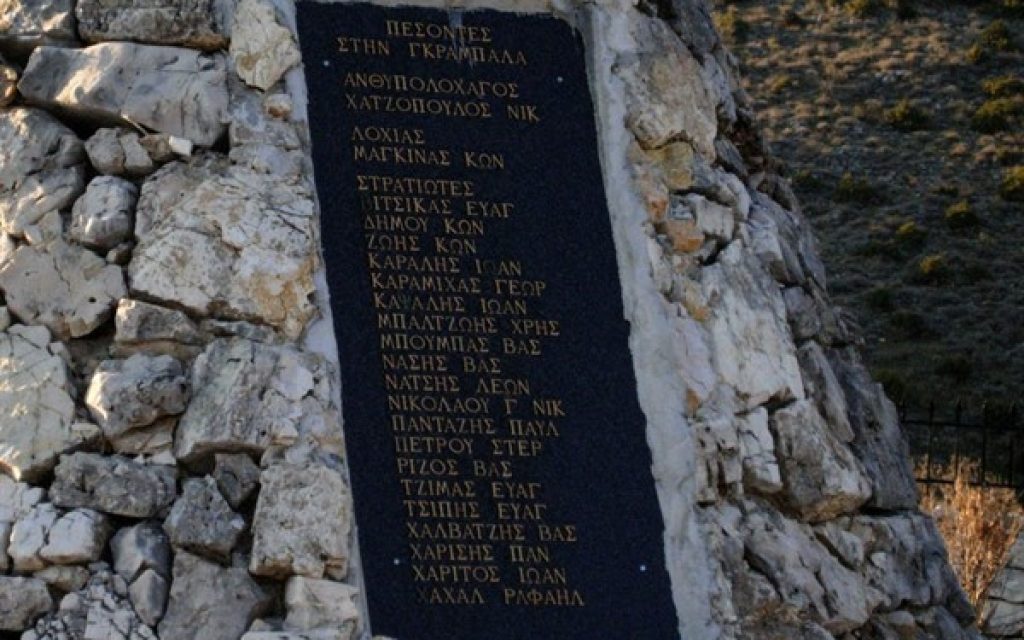 ΠΕΣΟΝΤΕΣ
ΣΤΗΝ ΓΚΡΑΜΠΑΛΑ
ΑΝΘΥΠΟΛΟΧΑΓΟΣ
ΧΑΤΖΟΠΟΥΛΟΣ ΝΙΚ
ΛΟΧΙΑΣ
ΜΑΓΚΙΝΑΣ ΚΩΝ
ΣΤΡΑΤΙΩΤΕΣ
ΕΥΑΓ
ΔΗΜΟΥ ΚΩΝ
ΖΩΗΣ ΚΩΝ
ΚΑΡΑΛΗΣ ΙΩΑΝ
ΚΑΡΑΜΙΧΑΣ ΓΕΩΡ
ΚΑΨΑΛΗΣ ΙΩΑΝ
ΜΠΑΛΤΖΩΗΣ ΧΡΗΣ
ΜΠΟΥΜΠΑΣ ΒΑΣ
ΝΑΣΗΣ ΒΑΣ
ΝΑΤΣΗΣ ΛΕΩΝ
ΝΙΚΟΛΑΟΥ Γ ΝΙΚ
ΠΑΝΤΑΖΗΣ ΠΑΥΛ
ΠΕΤΡΟΥ ΣΤΕΡ
ΡΙΖΟΣ ΒΑΣ
ΤΖΙΜΑΣ ΕΥΑΓ
ΤΣΙΠΗΣ ΕΥΑΓ
ΧΑΛΒΑΤΖΗΣ ΒΑΣ
ΧΑΡΙΣΗΣ ΠΑΝ
ΧΑΡΙΤΟΣ ΙΩΑΝ
ΧΑΧΑΛ ΡΑΦΑΗΛ